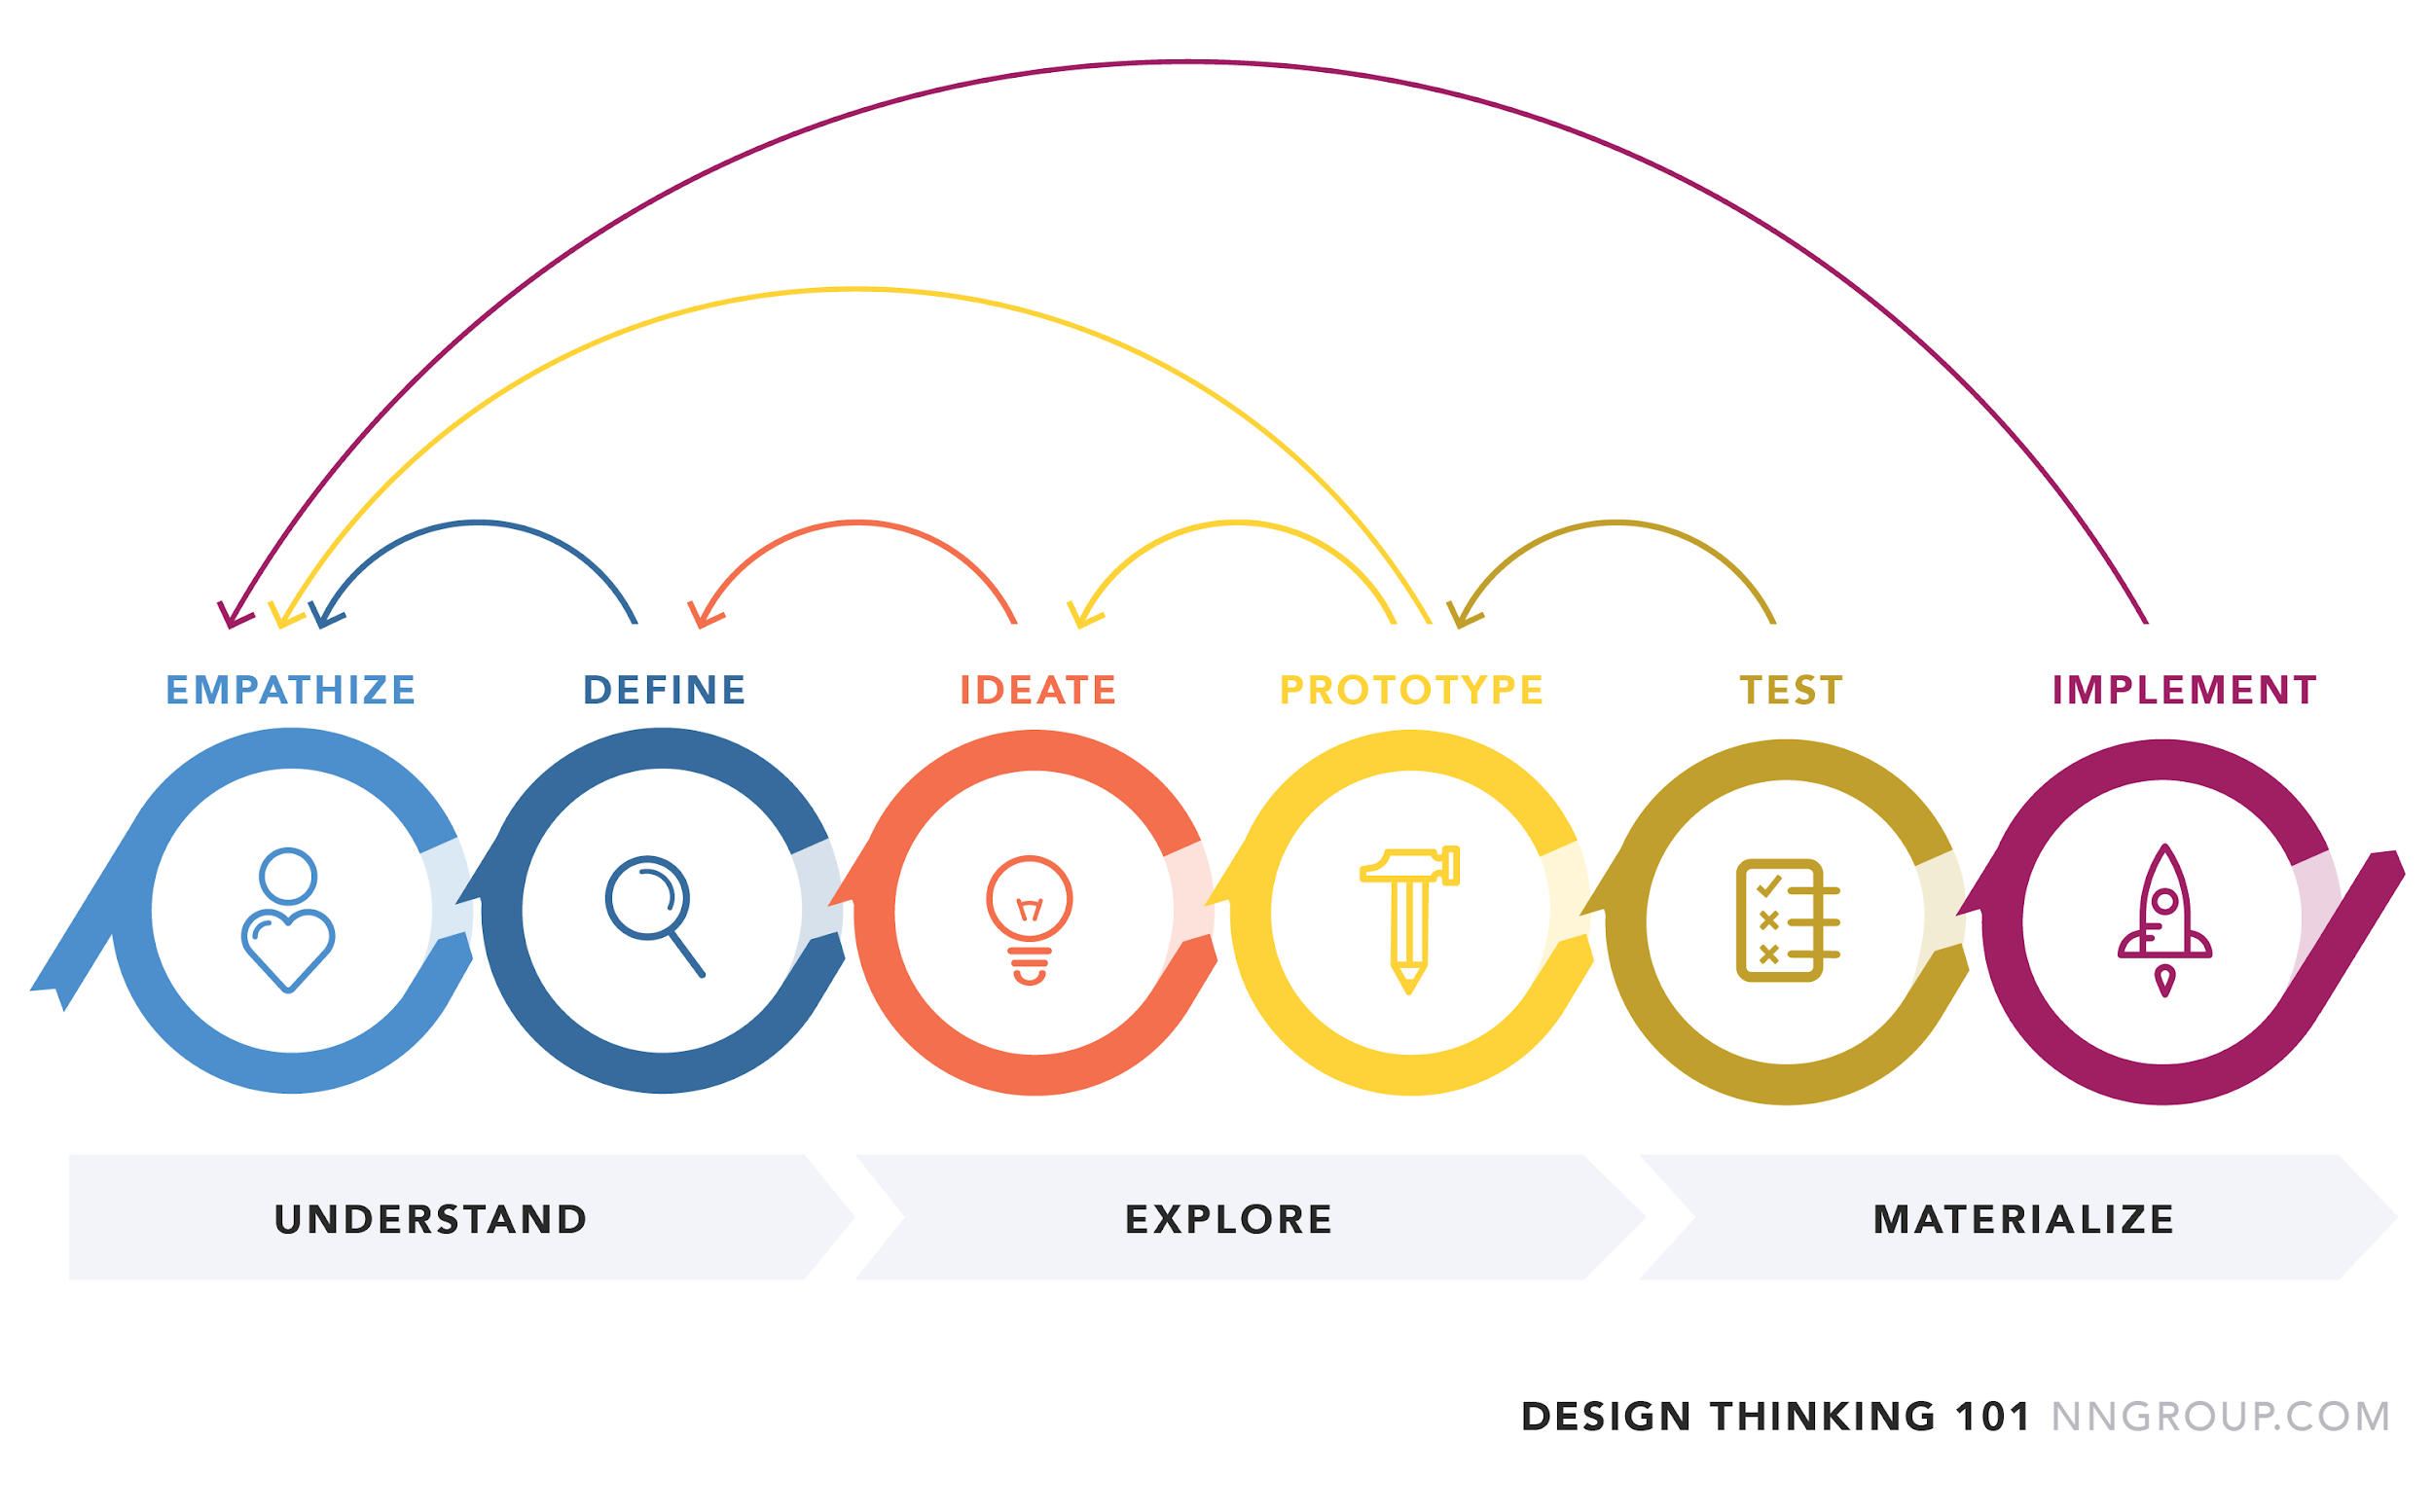 EMPATHIZE DEFINE IDEATE PROTOTYPE TEST IMPLEMENT
UNDERSTAND EXPLORE MATERIALIZE
DESIGN THINKING 101 NNGROUP.COM